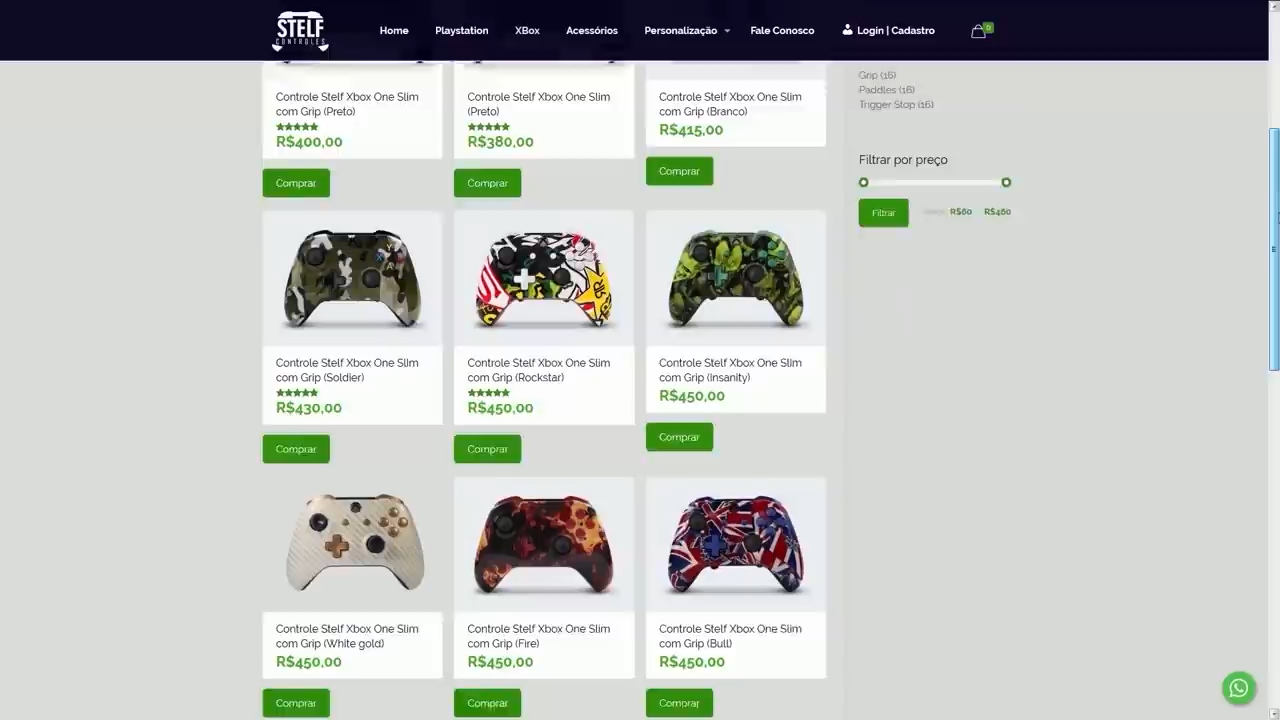 STELF
CONTROLES
Home
Playstation
XBox
Acessórios
Personalização
Fale Conosco
Login | Cadastro
0
Controle Stelf Xbox One Slim
com Grip (Preto)
R$400,00
Comprar
Controle Stelf Xbox One Slim
(Preto)
R$380,00
Comprar
Controle Stelf Xbox One Slim
com Grip (Branco)
R$415,00
Comprar
Grip (16)
Paddles (16)
Trigger Stop (16)
Filtrar por preço
Filtrar
R$60
R$460
Controle Stelf Xbox One Slim
com Grip (Soldier)
R$430,00
Comprar
Controle Stelf Xbox One Slim
com Grip (Rockstar)
R$450,00
Comprar
Controle Stelf Xbox One Slim
com Grip (Insanity)
R$450,00
Comprar
Controle Stelf Xbox One Slim
com Grip (White gold)
R$450,00
Comprar
Controle Stelf Xbox One Slim
com Grip (Fire)
R$450,00
Comprar
Controle Stelf Xbox One Slim
com Grip (Bull)
R$450,00
Comprar